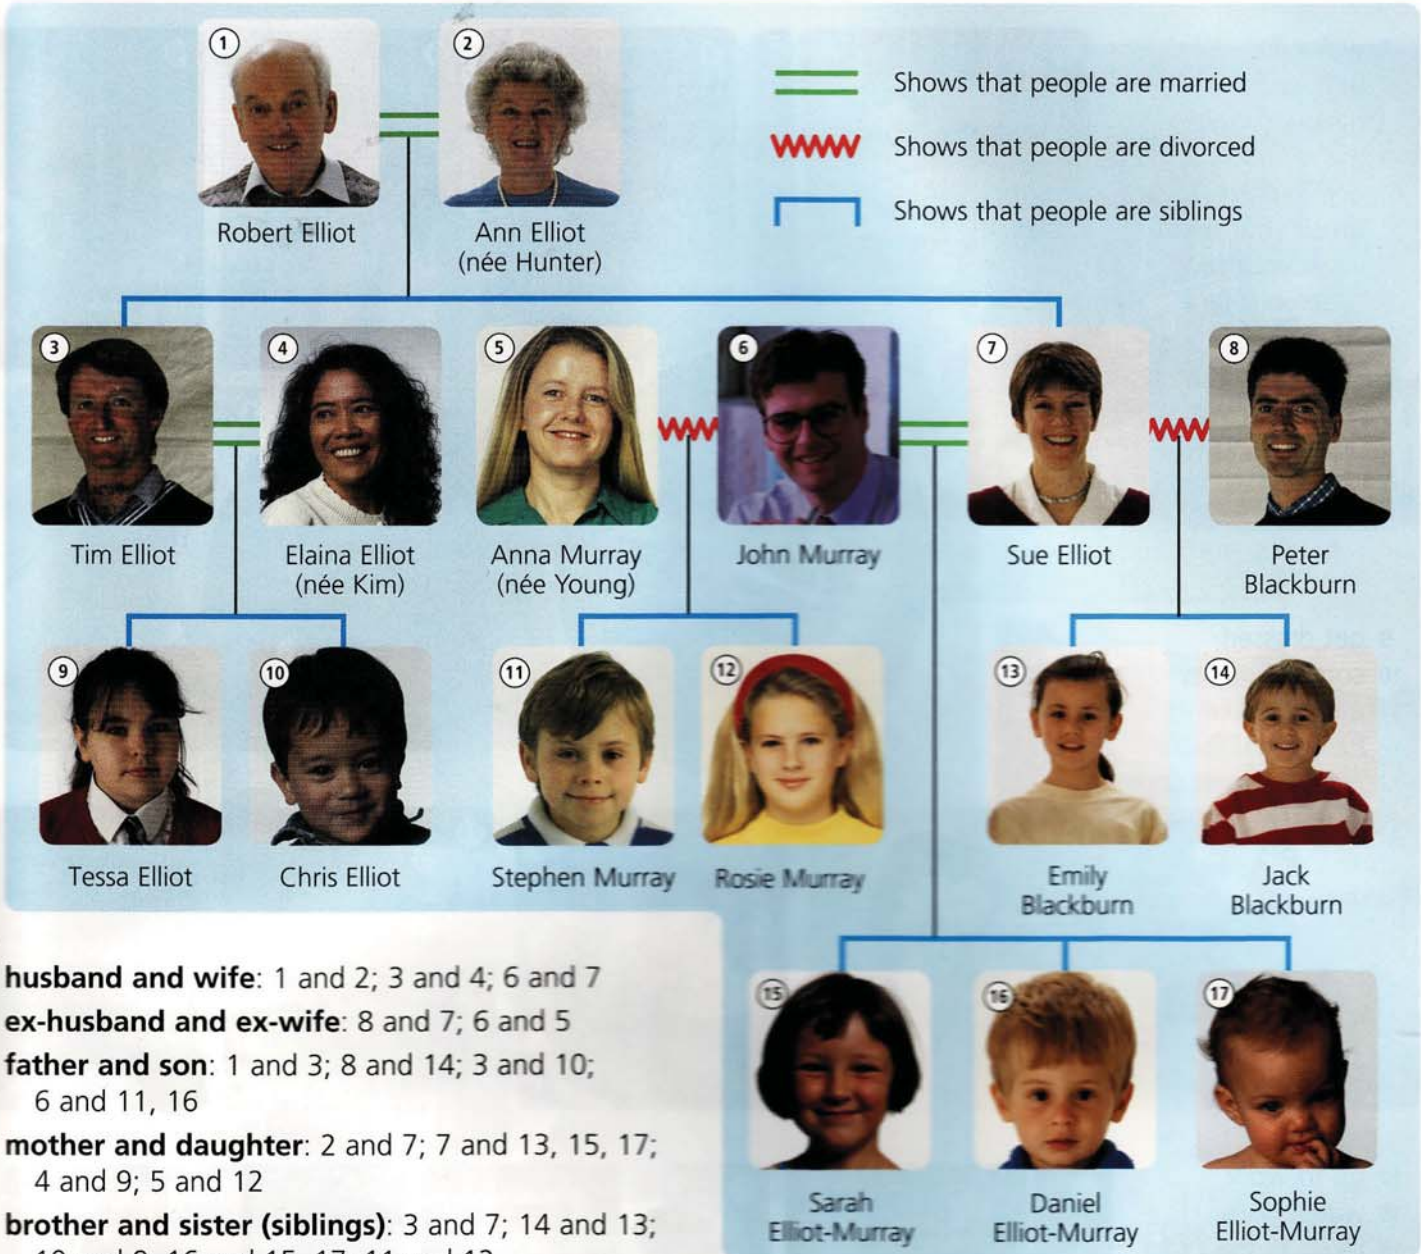 1
2
Shows that people are married
Shows that people are divorced
Shows that people are siblings
Robert Elliot
Ann Elliot
(née Hunter)
3
4
5
6
7
8
Tim Elliot
Elaina Elliot
(née Kim)
Anna Murray
(née Young)
John Murray
Sue Elliot
Peter
Blackburn
9
10
11
12
13
14
Tessa Elliot
Chris Elliot
Stephen Murray
Rosie Murray
Emily
Blackburn
Jack
Blackburn
husband and wife: 1 and 2; 3 and 4; 6 and 7
ex-husband and ex-wife: 8 and 7; 6 and 5
father and son: 1 and 3; 8 and 14; 3 and 10;
6 and 11, 16
mother and daughter: 2 and 7; 7 and 13, 15, 17;
4 and 9; 5 and 12
brother and sister (siblings): 3 and 7; 14 and 13;
15
16
17
Sarah
Elliot-Murray
Daniel
Elliot-Murray
Sophie
Elliot-Murray